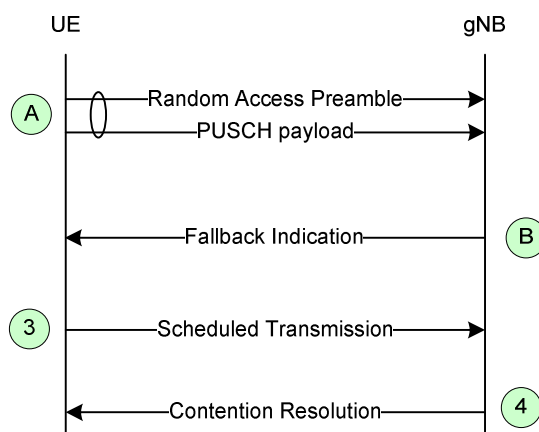 UE
gNB
A
Random Access Preamble
PUSCH payload
Fallback Indication
B
3
Scheduled Transmission
Contention Resolution
4